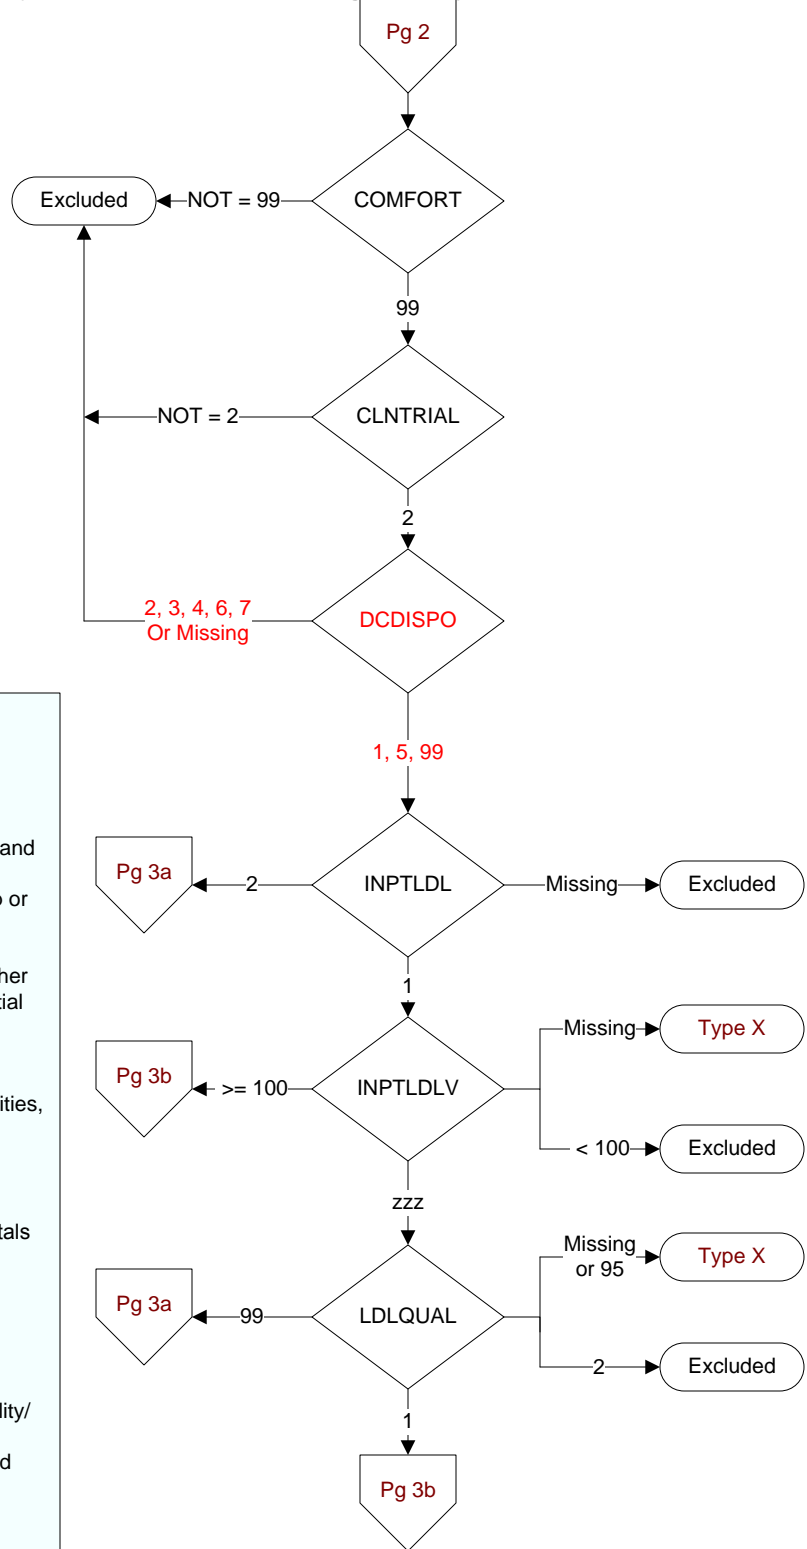 Pg 2
Excluded
NOT = 99
COMFORT
99
NOT = 2
CLNTRIAL
2
2, 3, 4, 6, 7
Or Missing
DCDISPO
1, 5, 99
Pg 3a
2
INPTLDL
Missing
Excluded
1
Pg 3b
>= 100
INPTLDLV
Missing
Type X
< 100
Excluded
zzz
Pg 3a
99
LDLQUAL
Missing
or 95
Type X
2
Excluded
1
Pg 3b
and
or
her
tial
ities,
tals
lity/
d